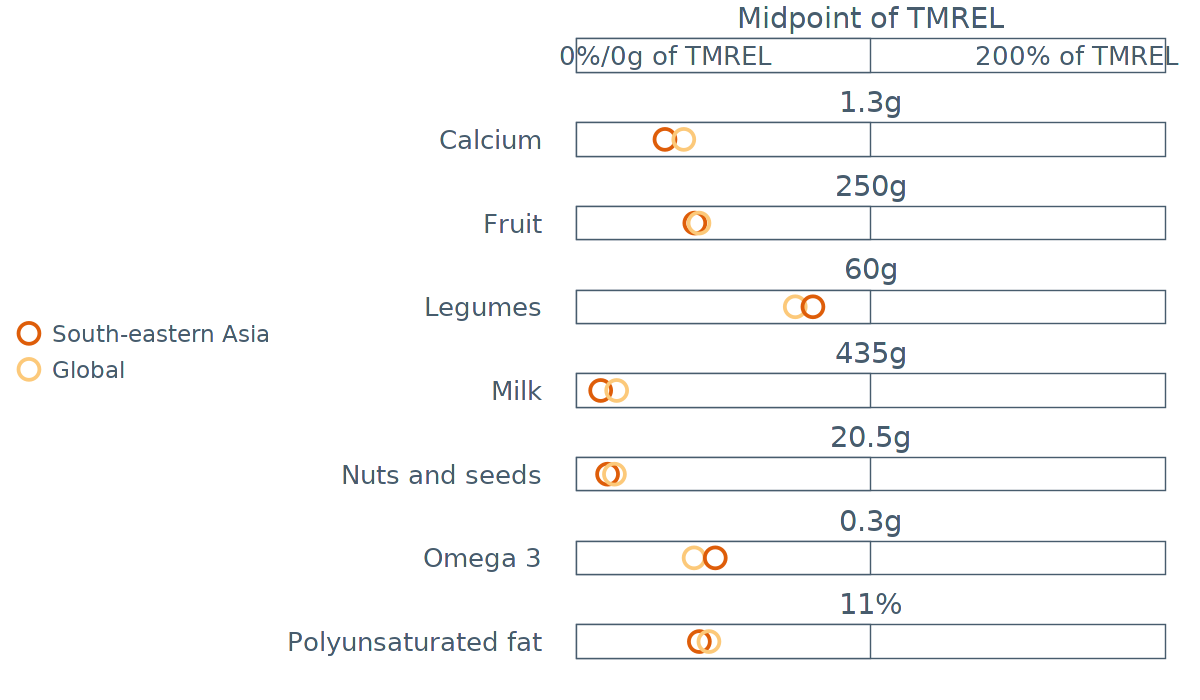 Midpoint of TMREL
0%/0g of TMREL 200% of TMREL
1.3g
Calcium
250g
Fruit
60g
Legumes
South-eastern Asia
Global
435g
Milk
20.5g
Nuts and seeds
0.3g
Omega 3
11%
Polyunsaturated fat